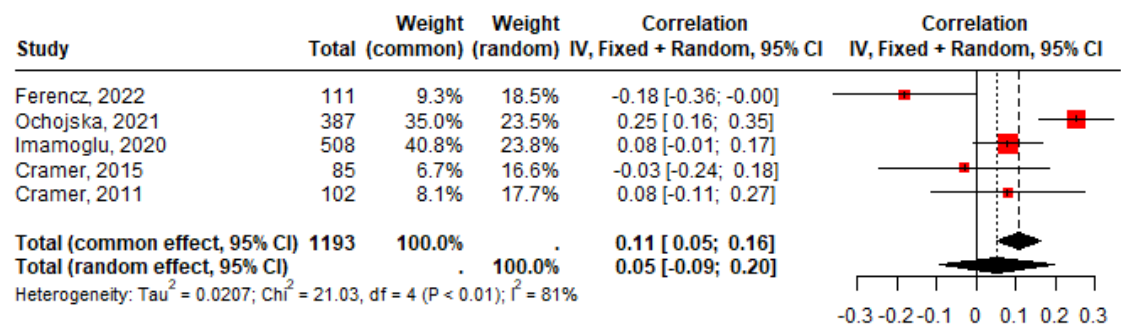 Weight Weight Correlation Correlation
Study Total (common) (random) IV, Fixed + Random, 95% CI IV, Fixed + Random, 95% CI
Ferencz, 2022 111 9.3% 18.5% -0.18 [-0.36; -0.00]
Ochojska, 2021 387 35.0% 23.5% 0.25 [ 0.16; 0.35]
Imamoglu, 2020 508 40.8% 23.8% 0.08 [-0.01; 0.17]
Cramer, 2015 85 6.7% 16.6% -0.03 [-0.24; 0.18]
Cramer, 2011 102 8.1% 17.7% 0.08 [-0.11; 0.27]
Total (common effect, 95% CI) 1193 100.0% . 0.11 [ 0.05; 0.16]
Total (random effect, 95% CI) . 100.0% 0.05 [-0.09; 0.20]
Heterogeneity: Tau² = 0.0207; Chi² = 21.03, df = 4 (P < 0.01); I² = 81%
-0.3 -0.2 -0.1 0 0.1 0.2 0.3